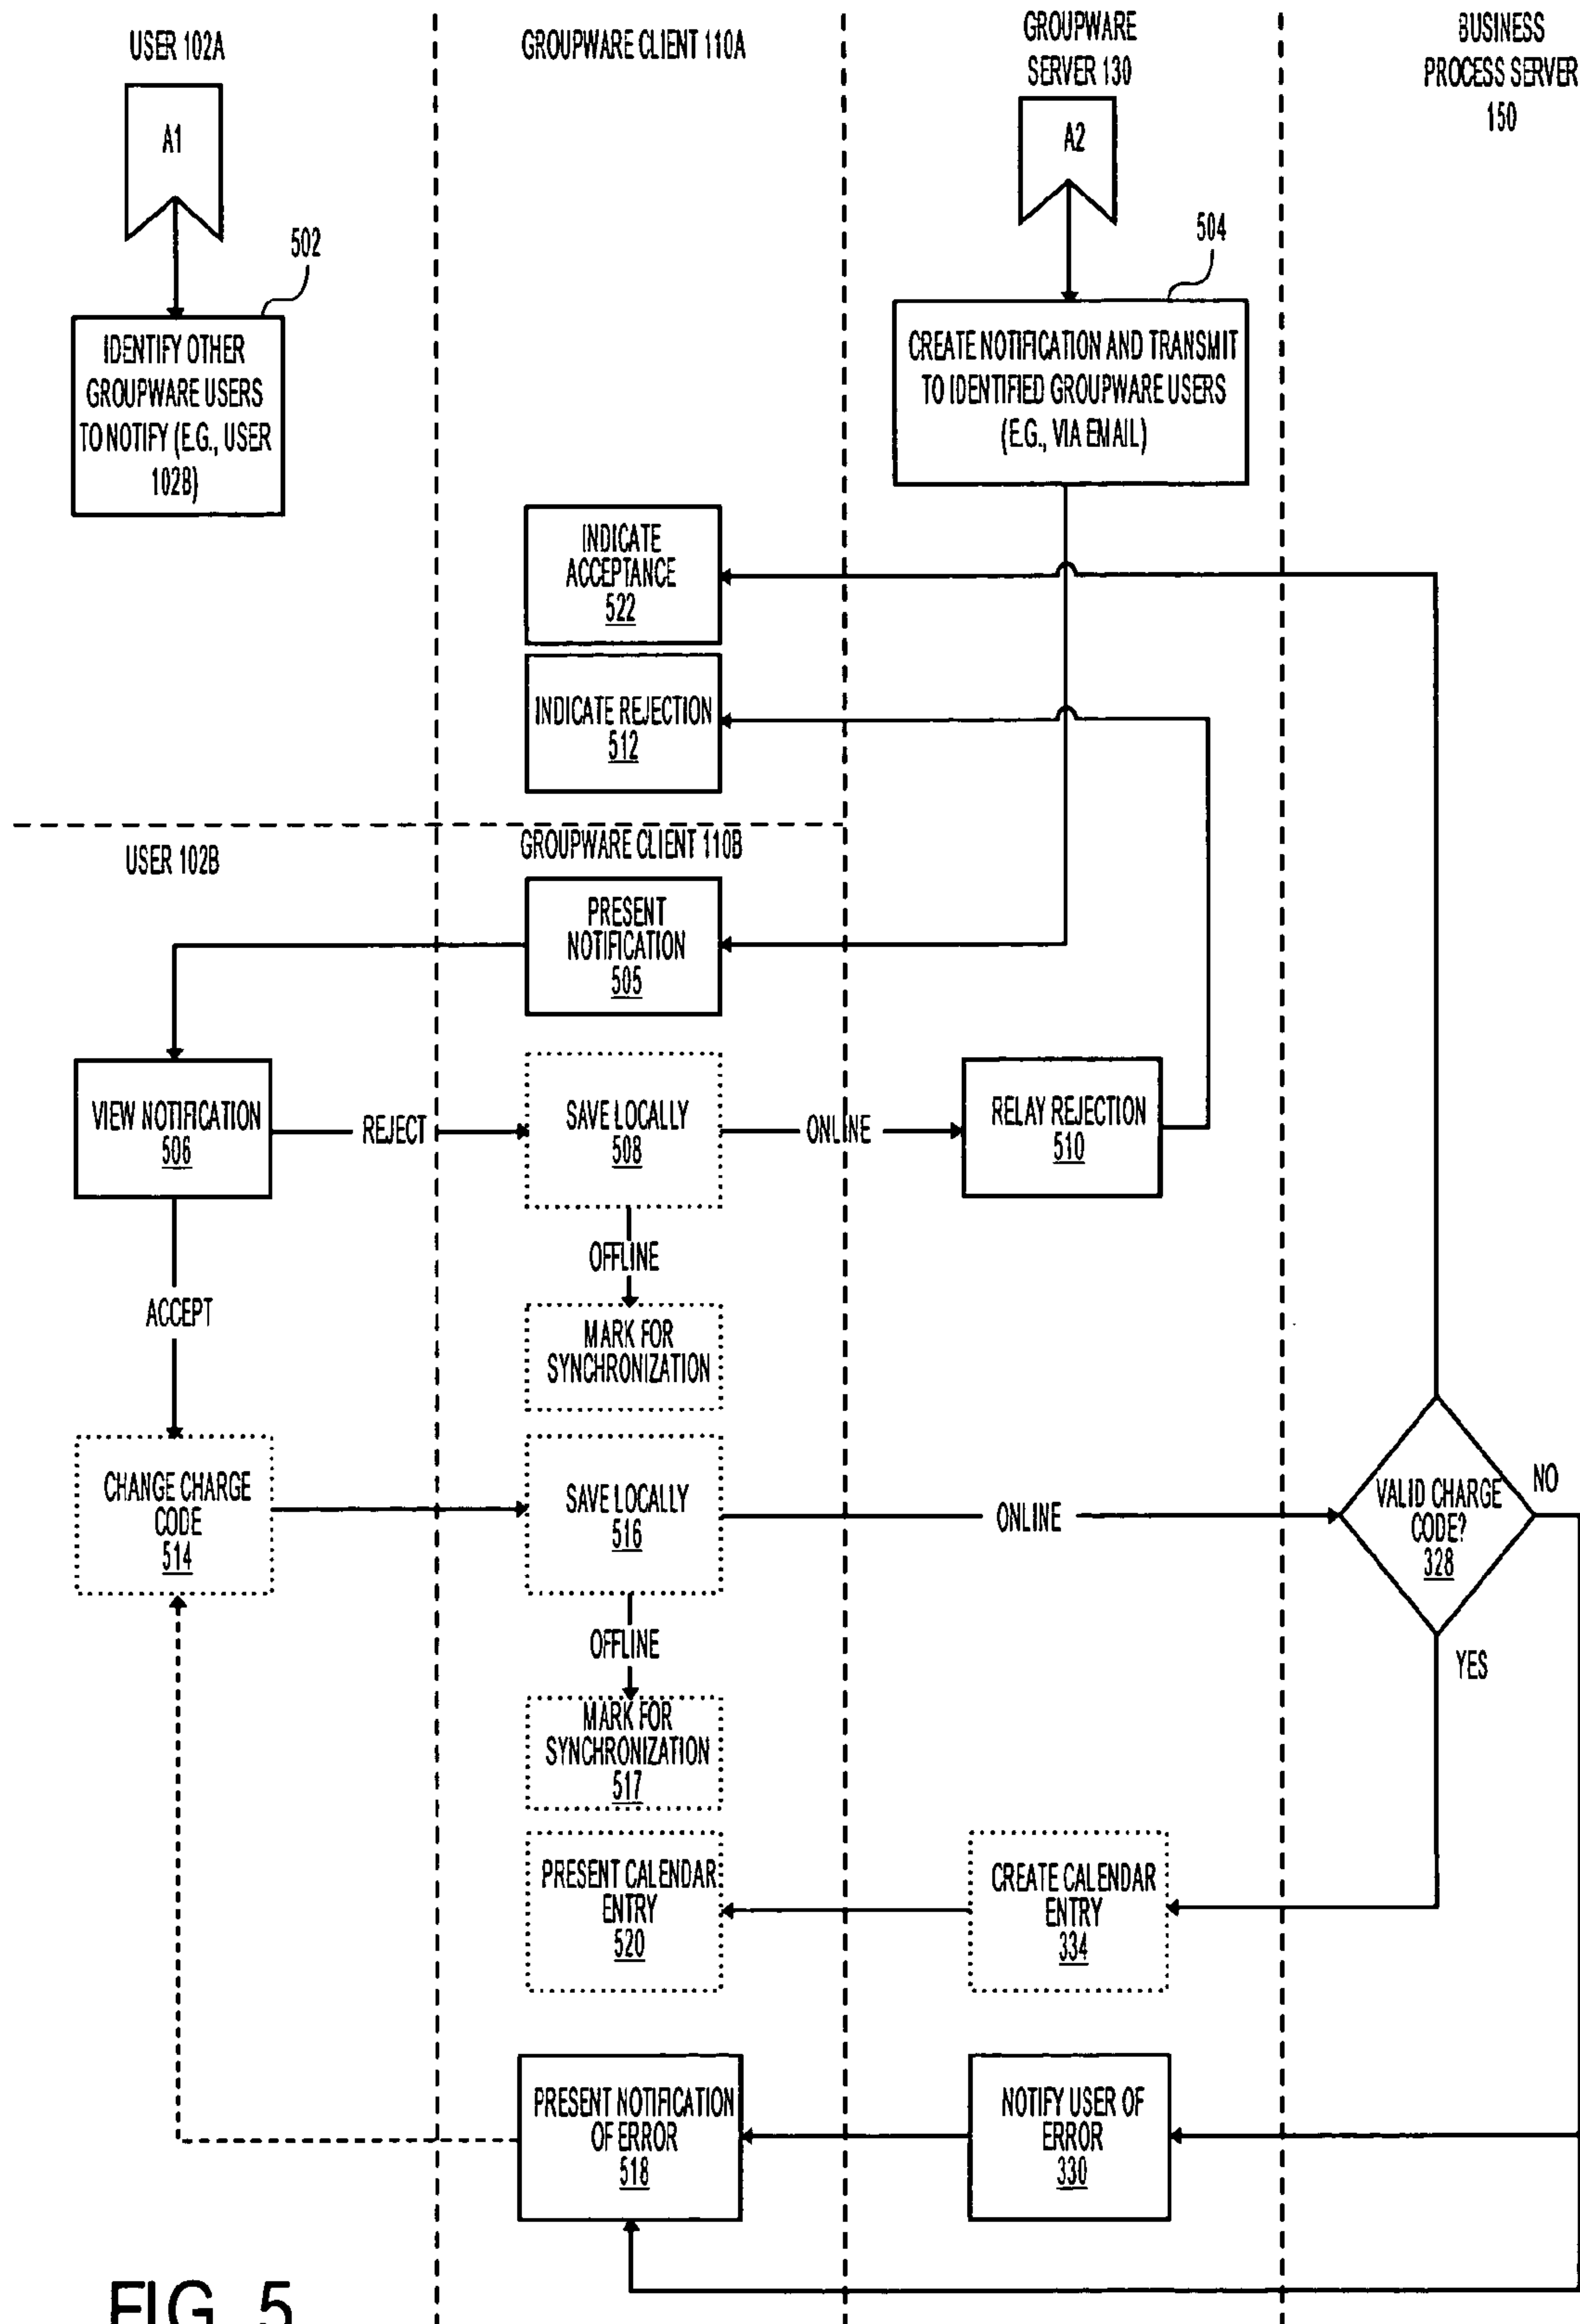 USER 102A
GROUPWARE CLIENT 110A
GROUPWARE
SERVER 130
BUSINESS
PROCESS SERVER
150
A1
A2
502
504
IDENTIFY OTHER
GROUPWARE USERS
TO NOTIFY (E.G., USER
102B)
CREATE NOTIFICATION AND TRANSMIT
TO IDENTIFIED GROUPWARE USERS
(E.G., VIA EMAIL)
INDICATE
ACCEPTANCE
522
INDICATE REJECTION
512
USER 102B
GROUPWARE CLIENT 110B
PRESENT
NOTIFICATION
505
VIEW NOTIFICATION
506
REJECT
SAVE LOCALLY
508
ONLINE
RELAY REJECTION
510
OFFLINE
ACCEPT
MARK FOR
SYNCHRONIZATION
CHANGE CHARGE
CODE
514
SAVE LOCALLY
516
ONLINE
VALID CHARGE
CODE?
328
NO
YES
OFFLINE
MARK FOR
SYNCHRONIZATION
517
PRESENT CALENDAR
ENTRY
520
CREATE CALENDAR
ENTRY
334
PRESENT NOTIFICATION
OF ERROR
518
NOTIFY USER OF
ERROR
330
FIG. 5